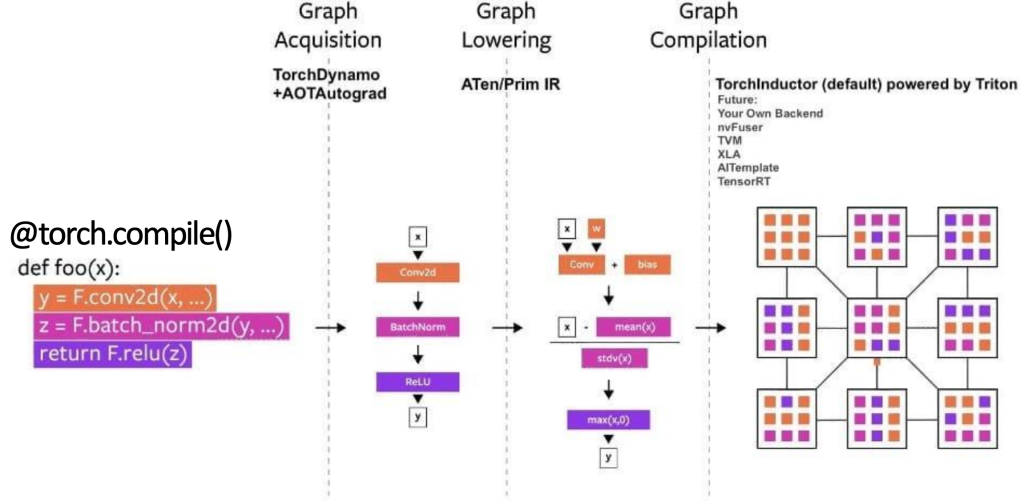 Graph
Acquisition
TorchDynamo
+AOTAutograd
Graph
Lowering
ATen/Prim IR
Graph
Compilation
TorchInductor (default) powered by Triton
Future:
Your Own Backend
nvFuser
TVM
XLA
AITemplate
TensorRT
@torch.compile()
def foo(x):
y = F.conv2d(x, ...)
z = F.batch_norm2d(y, ...)
return F.relu(z)
x
Conv2d
BatchNorm
ReLU
y
x w
Conv + bias
x - mean(x)
stdv(x)
max(x,0)
y